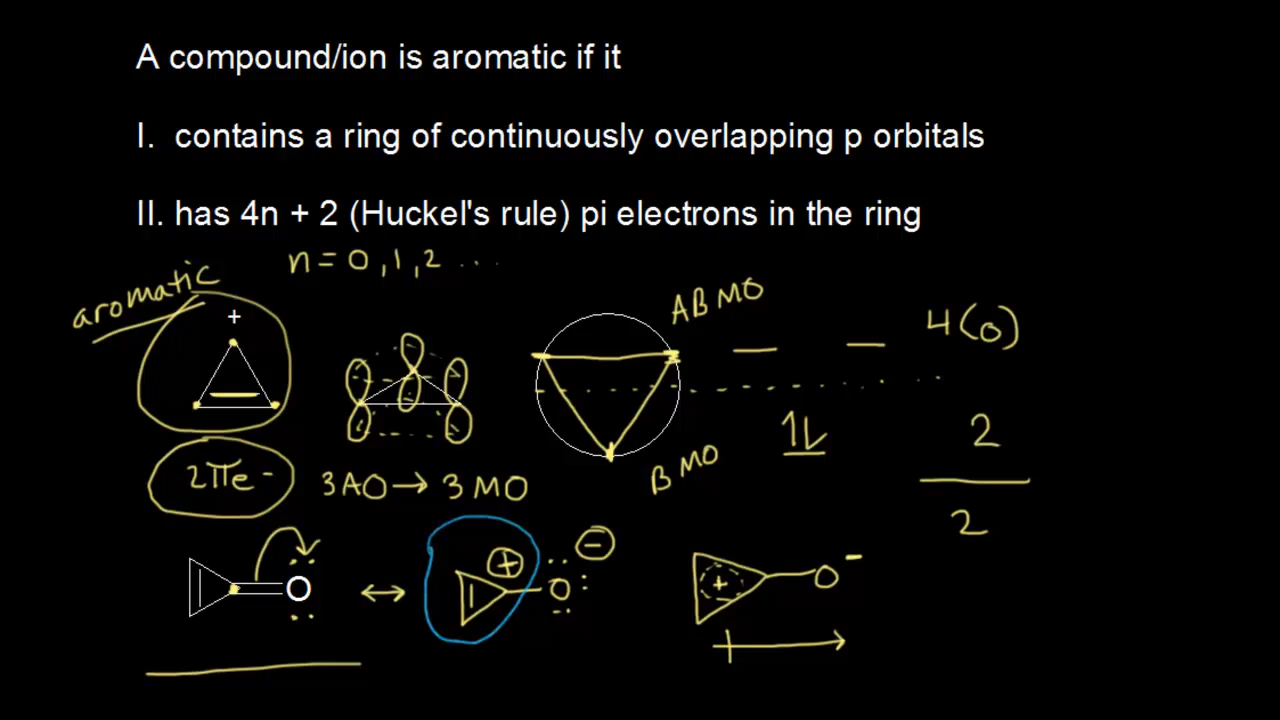 A compound/ion is aromatic if it
I. contains a ring of continuously overlapping p orbitals
II. has 4n + 2 (Huckel's rule) pi electrons in the ring
n = 0, 1, 2 ...
aromatic
+
ABMO
4(0)
2
2
1
BMO
2πe-
3AO → 3MO
O
↔
+
O
-
+
O-